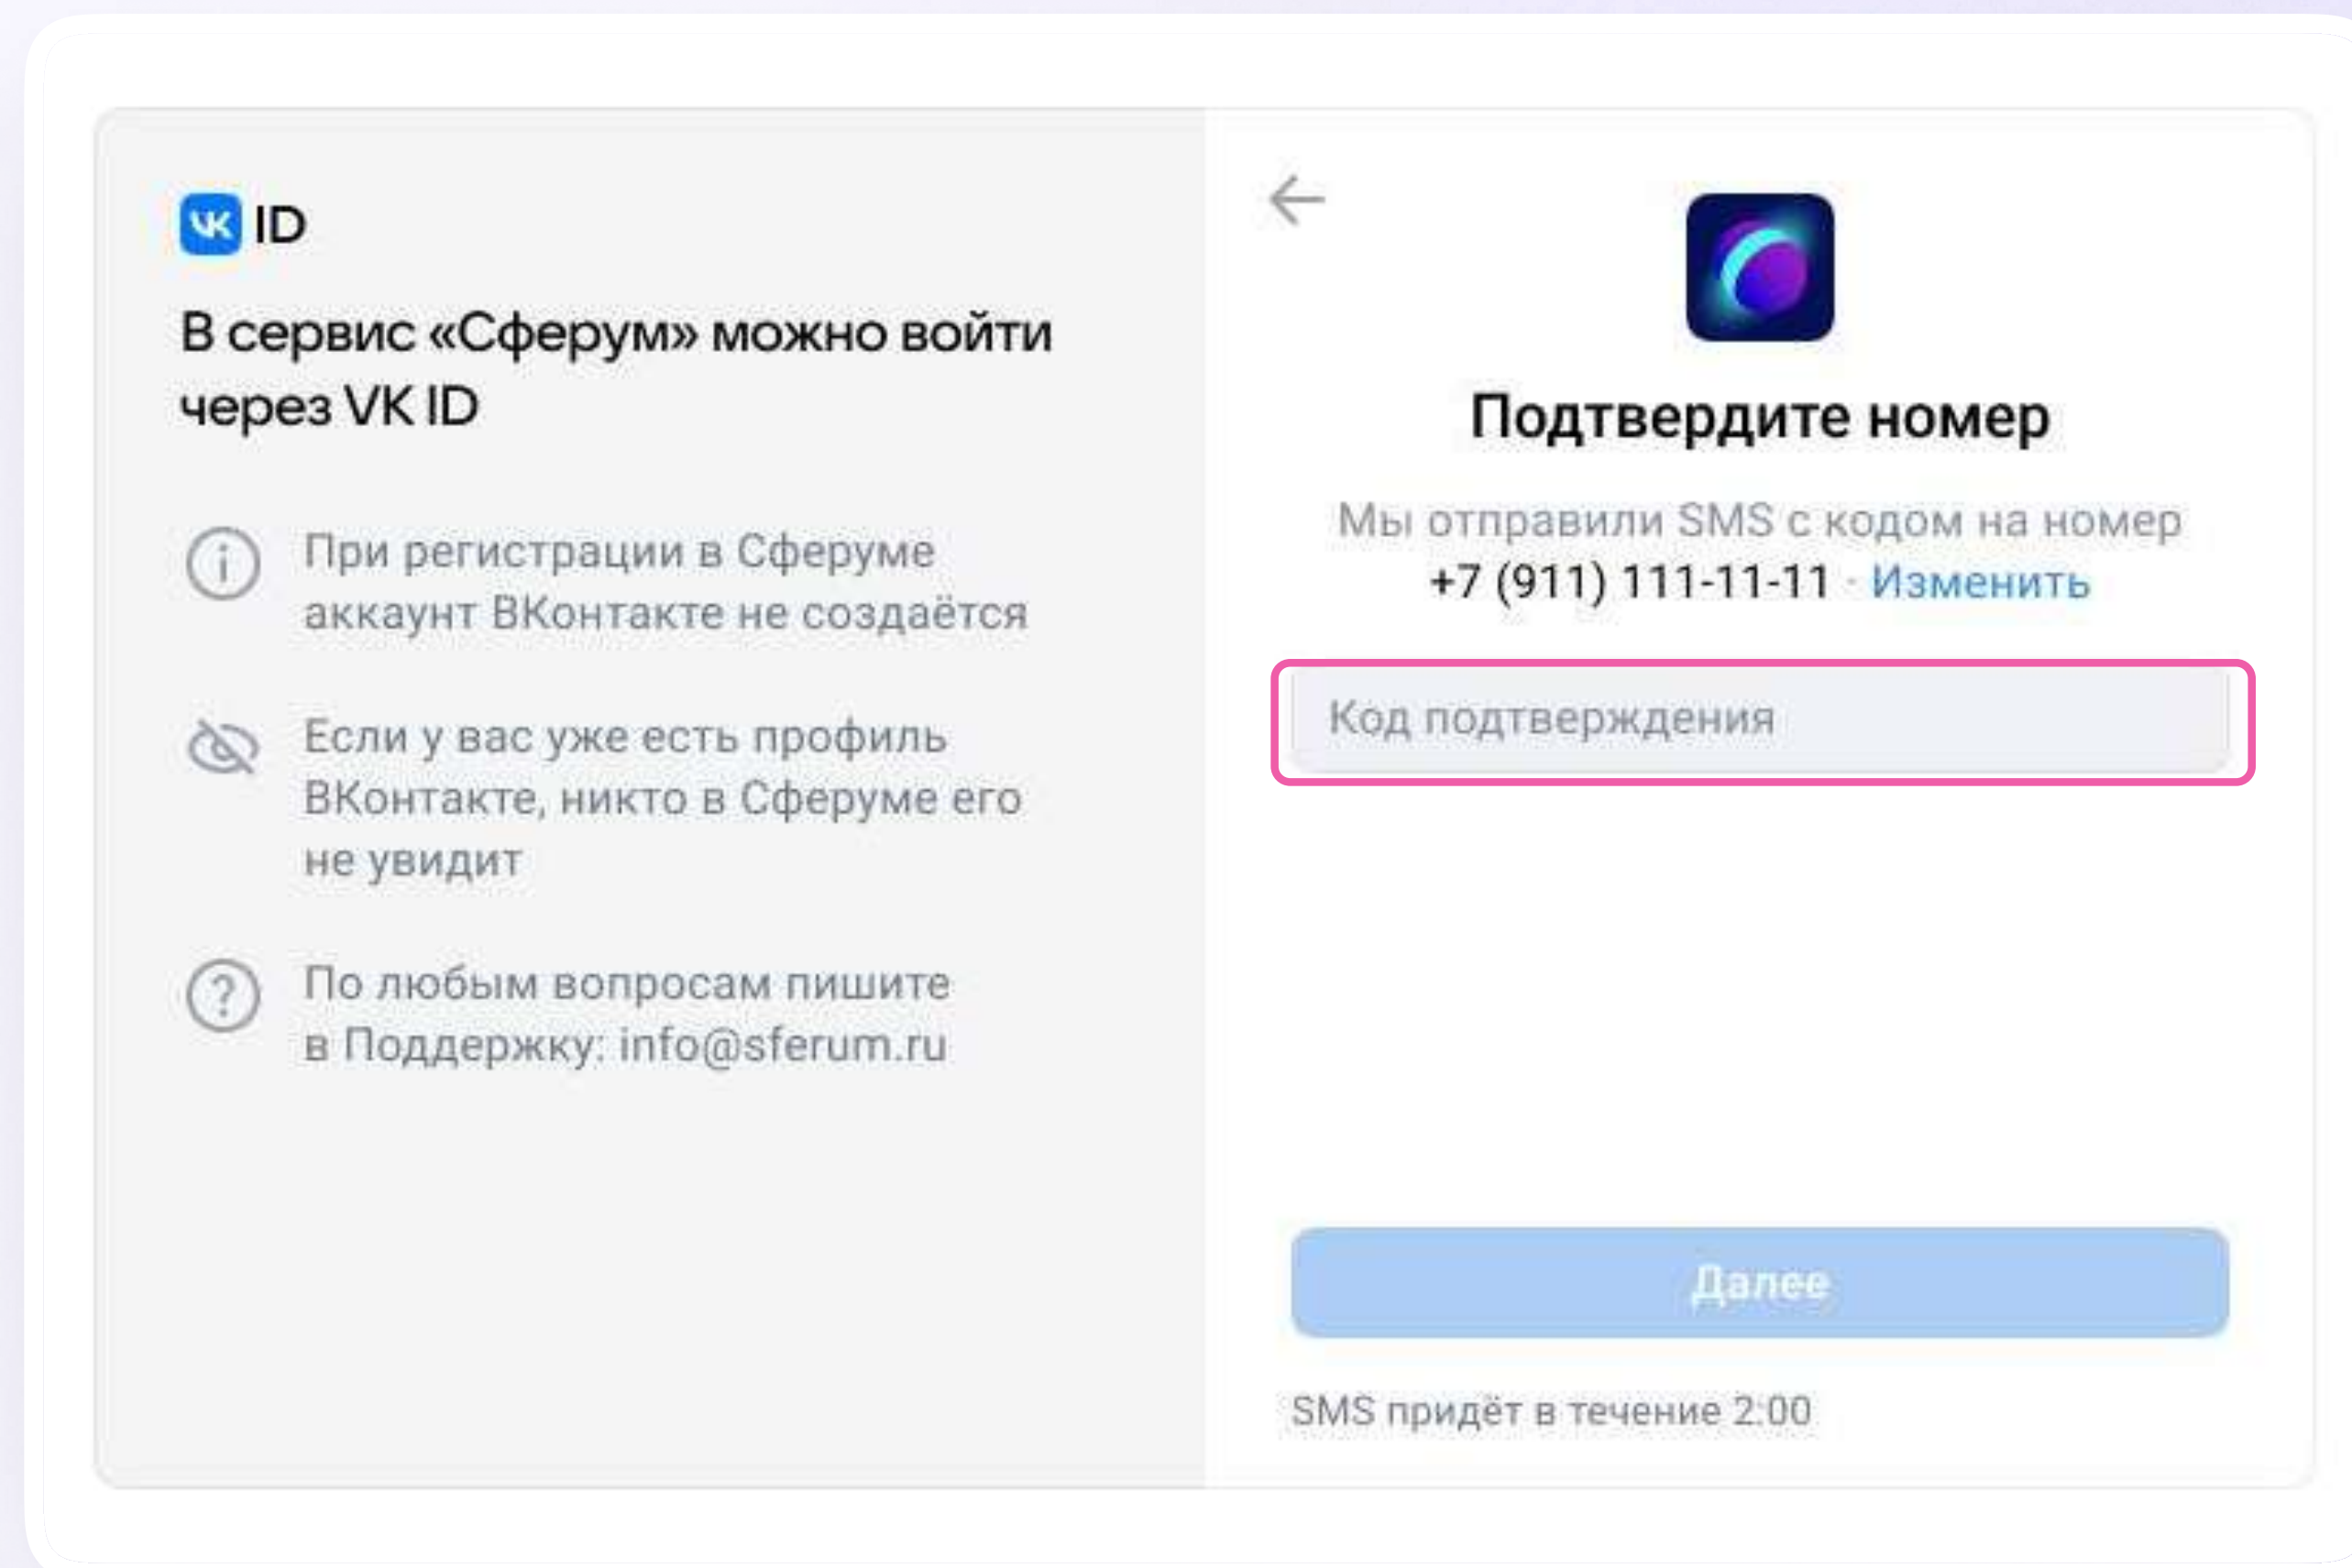 VK ID
В сервис «Сферум» можно войти
через VK ID
При регистрации в Сферуме
аккаунт ВКонтакте не создаётся
Если у вас уже есть профиль
ВКонтакте, никто в Сферуме его
не увидит
По любым вопросам пишите
в Поддержку: info@sferum.ru
Подтвердите номер
Мы отправили SMS с кодом на номер
+7 (911) 111-11-11 · Изменить
Код подтверждения
Далее
SMS придёт в течение 2:00